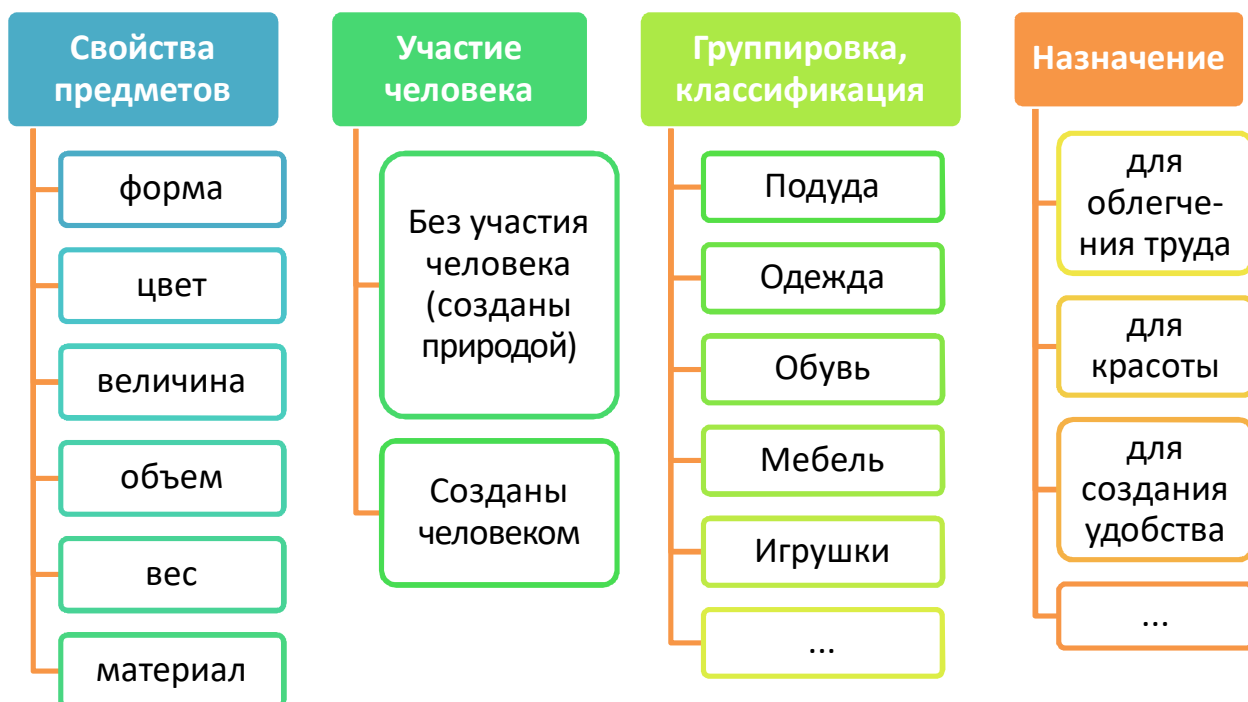 Свойства
предметов
форма
цвет
величина
объем
вес
материал
Участие
человека
Без участия
человека
(созданы
природой)
Созданы
человеком
Группировка,
классификация
Подуда
Одежда
Обувь
Мебель
Игрушки
...
Назначение
для
облегче-
ния труда
для
красоты
для
создания
удобства
...